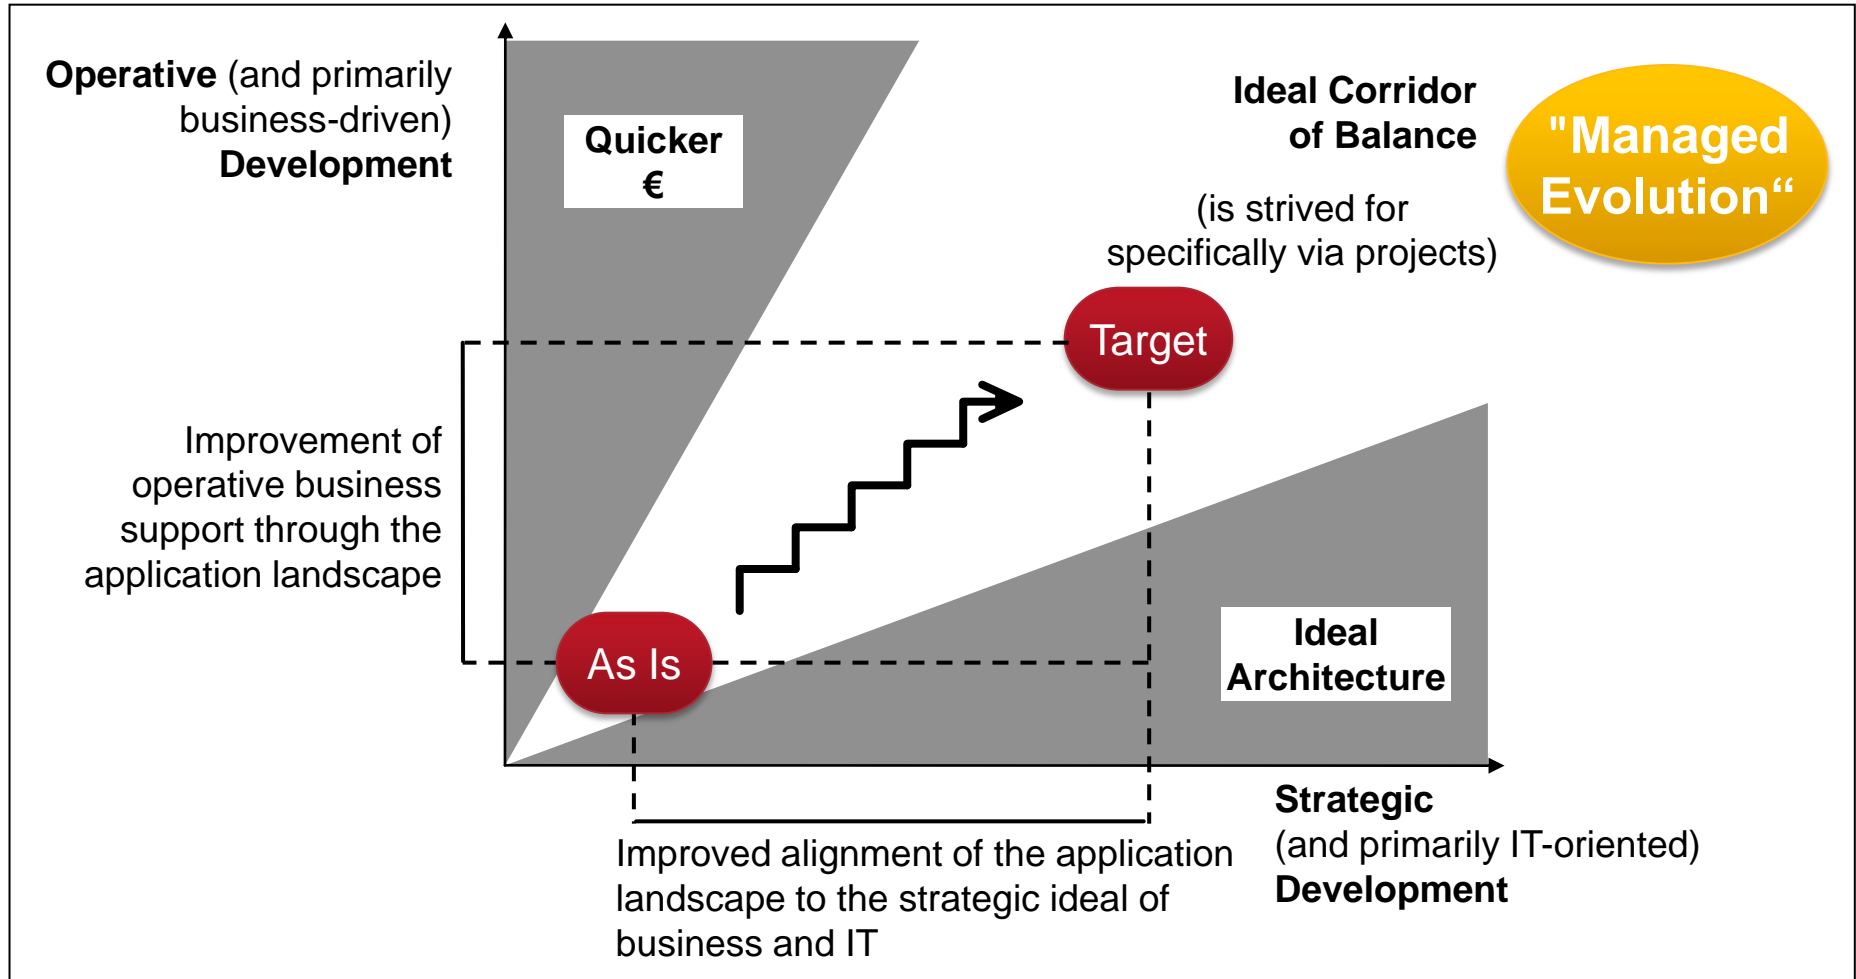 Operative (and primarily
business-driven)
Development
Quicker
€
Ideal Corridor
of Balance
(is strived for
specifically via projects)
"Managed
Evolution“
Target
Improvement of
operative business
support through the
application landscape
As Is
Ideal
Architecture
Strategic
(and primarily IT-oriented)
Development
Improved alignment of the application
landscape to the strategic ideal of
business and IT